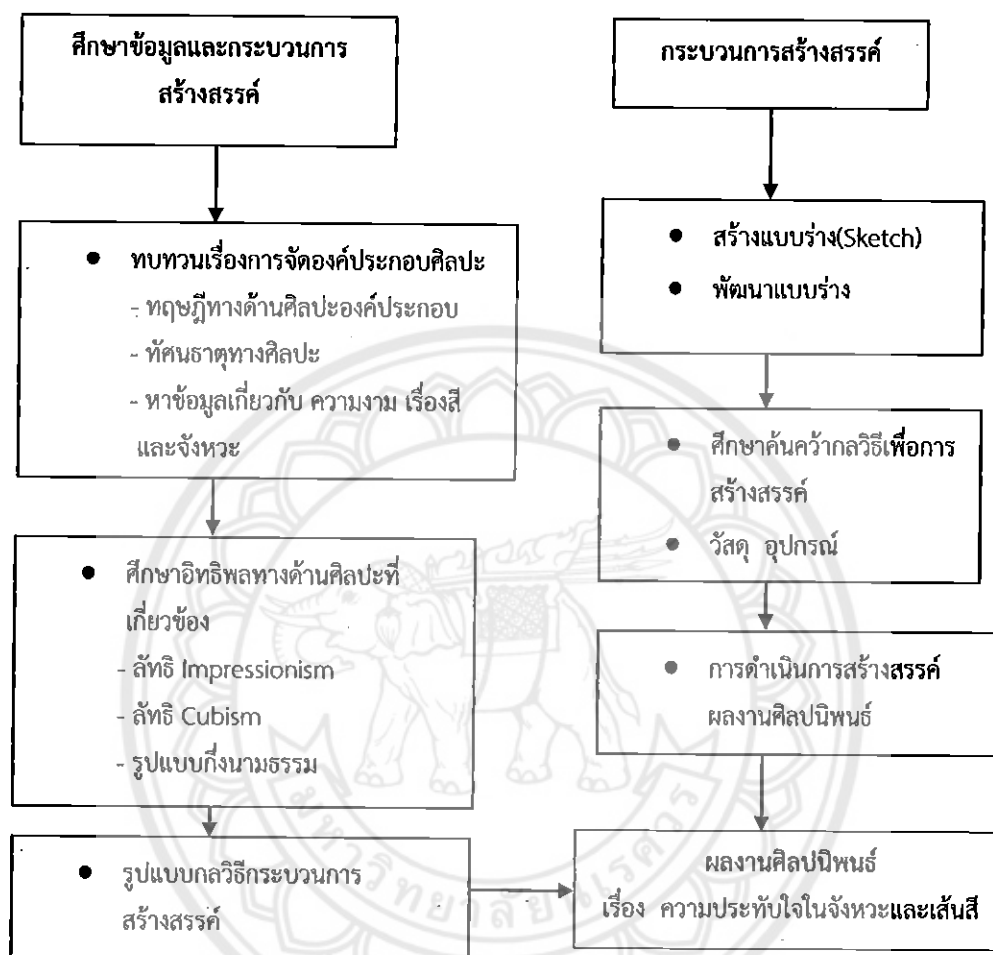 ศึกษาข้อมูลและกระบวนการ
สร้างสรรค์
● ทบทวนเรื่องการจัดองค์ประกอบศิลปะ
- ทฤษฎีทางด้านศิลปะองค์ประกอบ
- ทัศนธาตุทางศิลปะ
- หาข้อมูลเกี่ยวกับ ความงาม เรื่องสี
และจังหวะ
● ศึกษาอิทธิพลทางด้านศิลปะที่
เกี่ยวข้อง
- ลัทธิ Impressionism
- ลัทธิ Cubism
- รูปแบบกึ่งนามธรรม
● รูปแบบกลวิธีกระบวนการ
สร้างสรรค์
กระบวนการสร้างสรรค์
● สร้างแบบร่าง(Sketch)
● พัฒนาแบบร่าง
● ศึกษาค้นคว้ากลวิธีเพื่อการ
สร้างสรรค์
● วัสดุ อุปกรณ์
● การดำเนินการสร้างสรรค์
ผลงานศิลปนิพนธ์
ผลงานศิลปนิพนธ์
เรื่อง ความประทับใจในจังหวะและเส้นสี
มหาวิทยาลัยนเรศวร